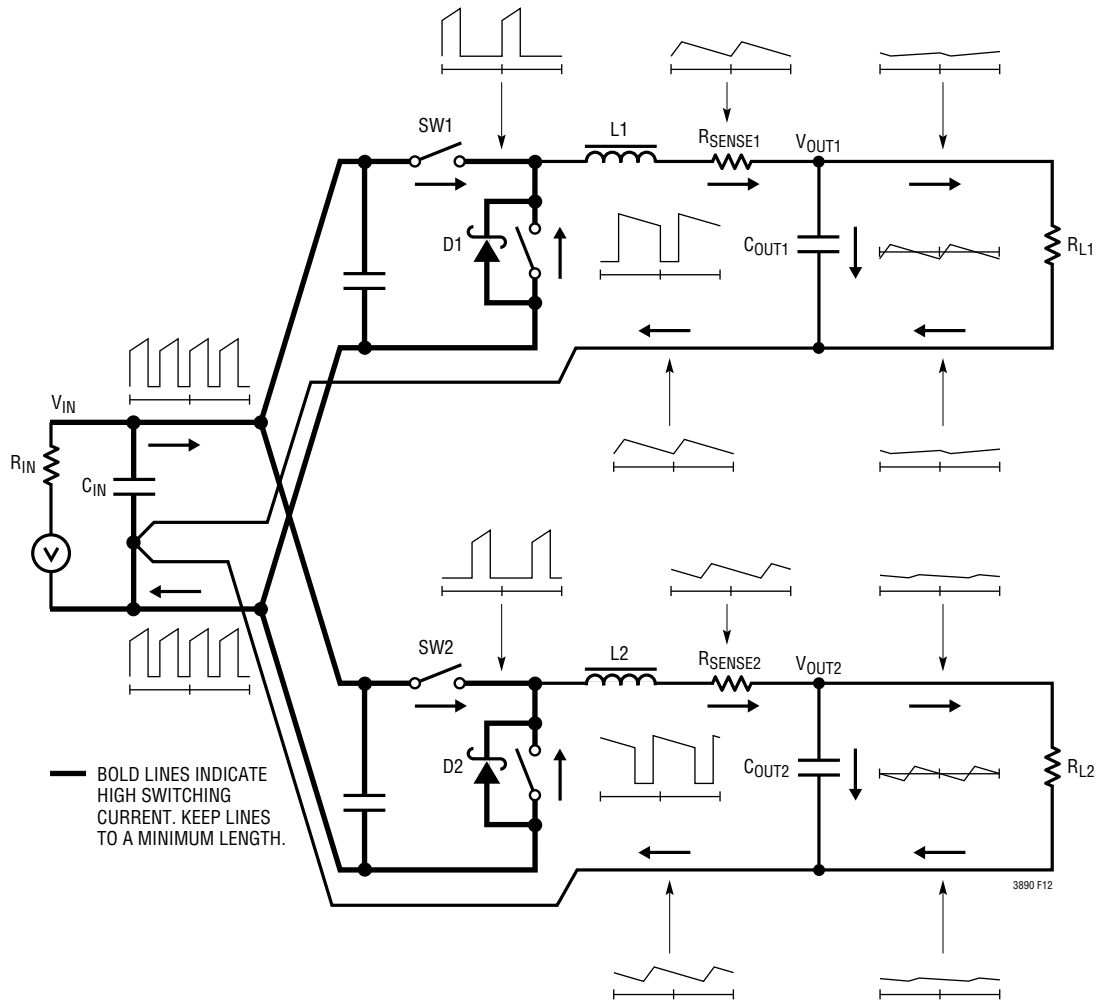 SW1
L1
RSENSE1
VOUT1
D1
COUT1
RL1
VIN
RIN
CIN
V
SW2
L2
RSENSE2
VOUT2
D2
COUT2
RL2
BOLD LINES INDICATE
HIGH SWITCHING
CURRENT. KEEP LINES
TO A MINIMUM LENGTH.
3890 F12